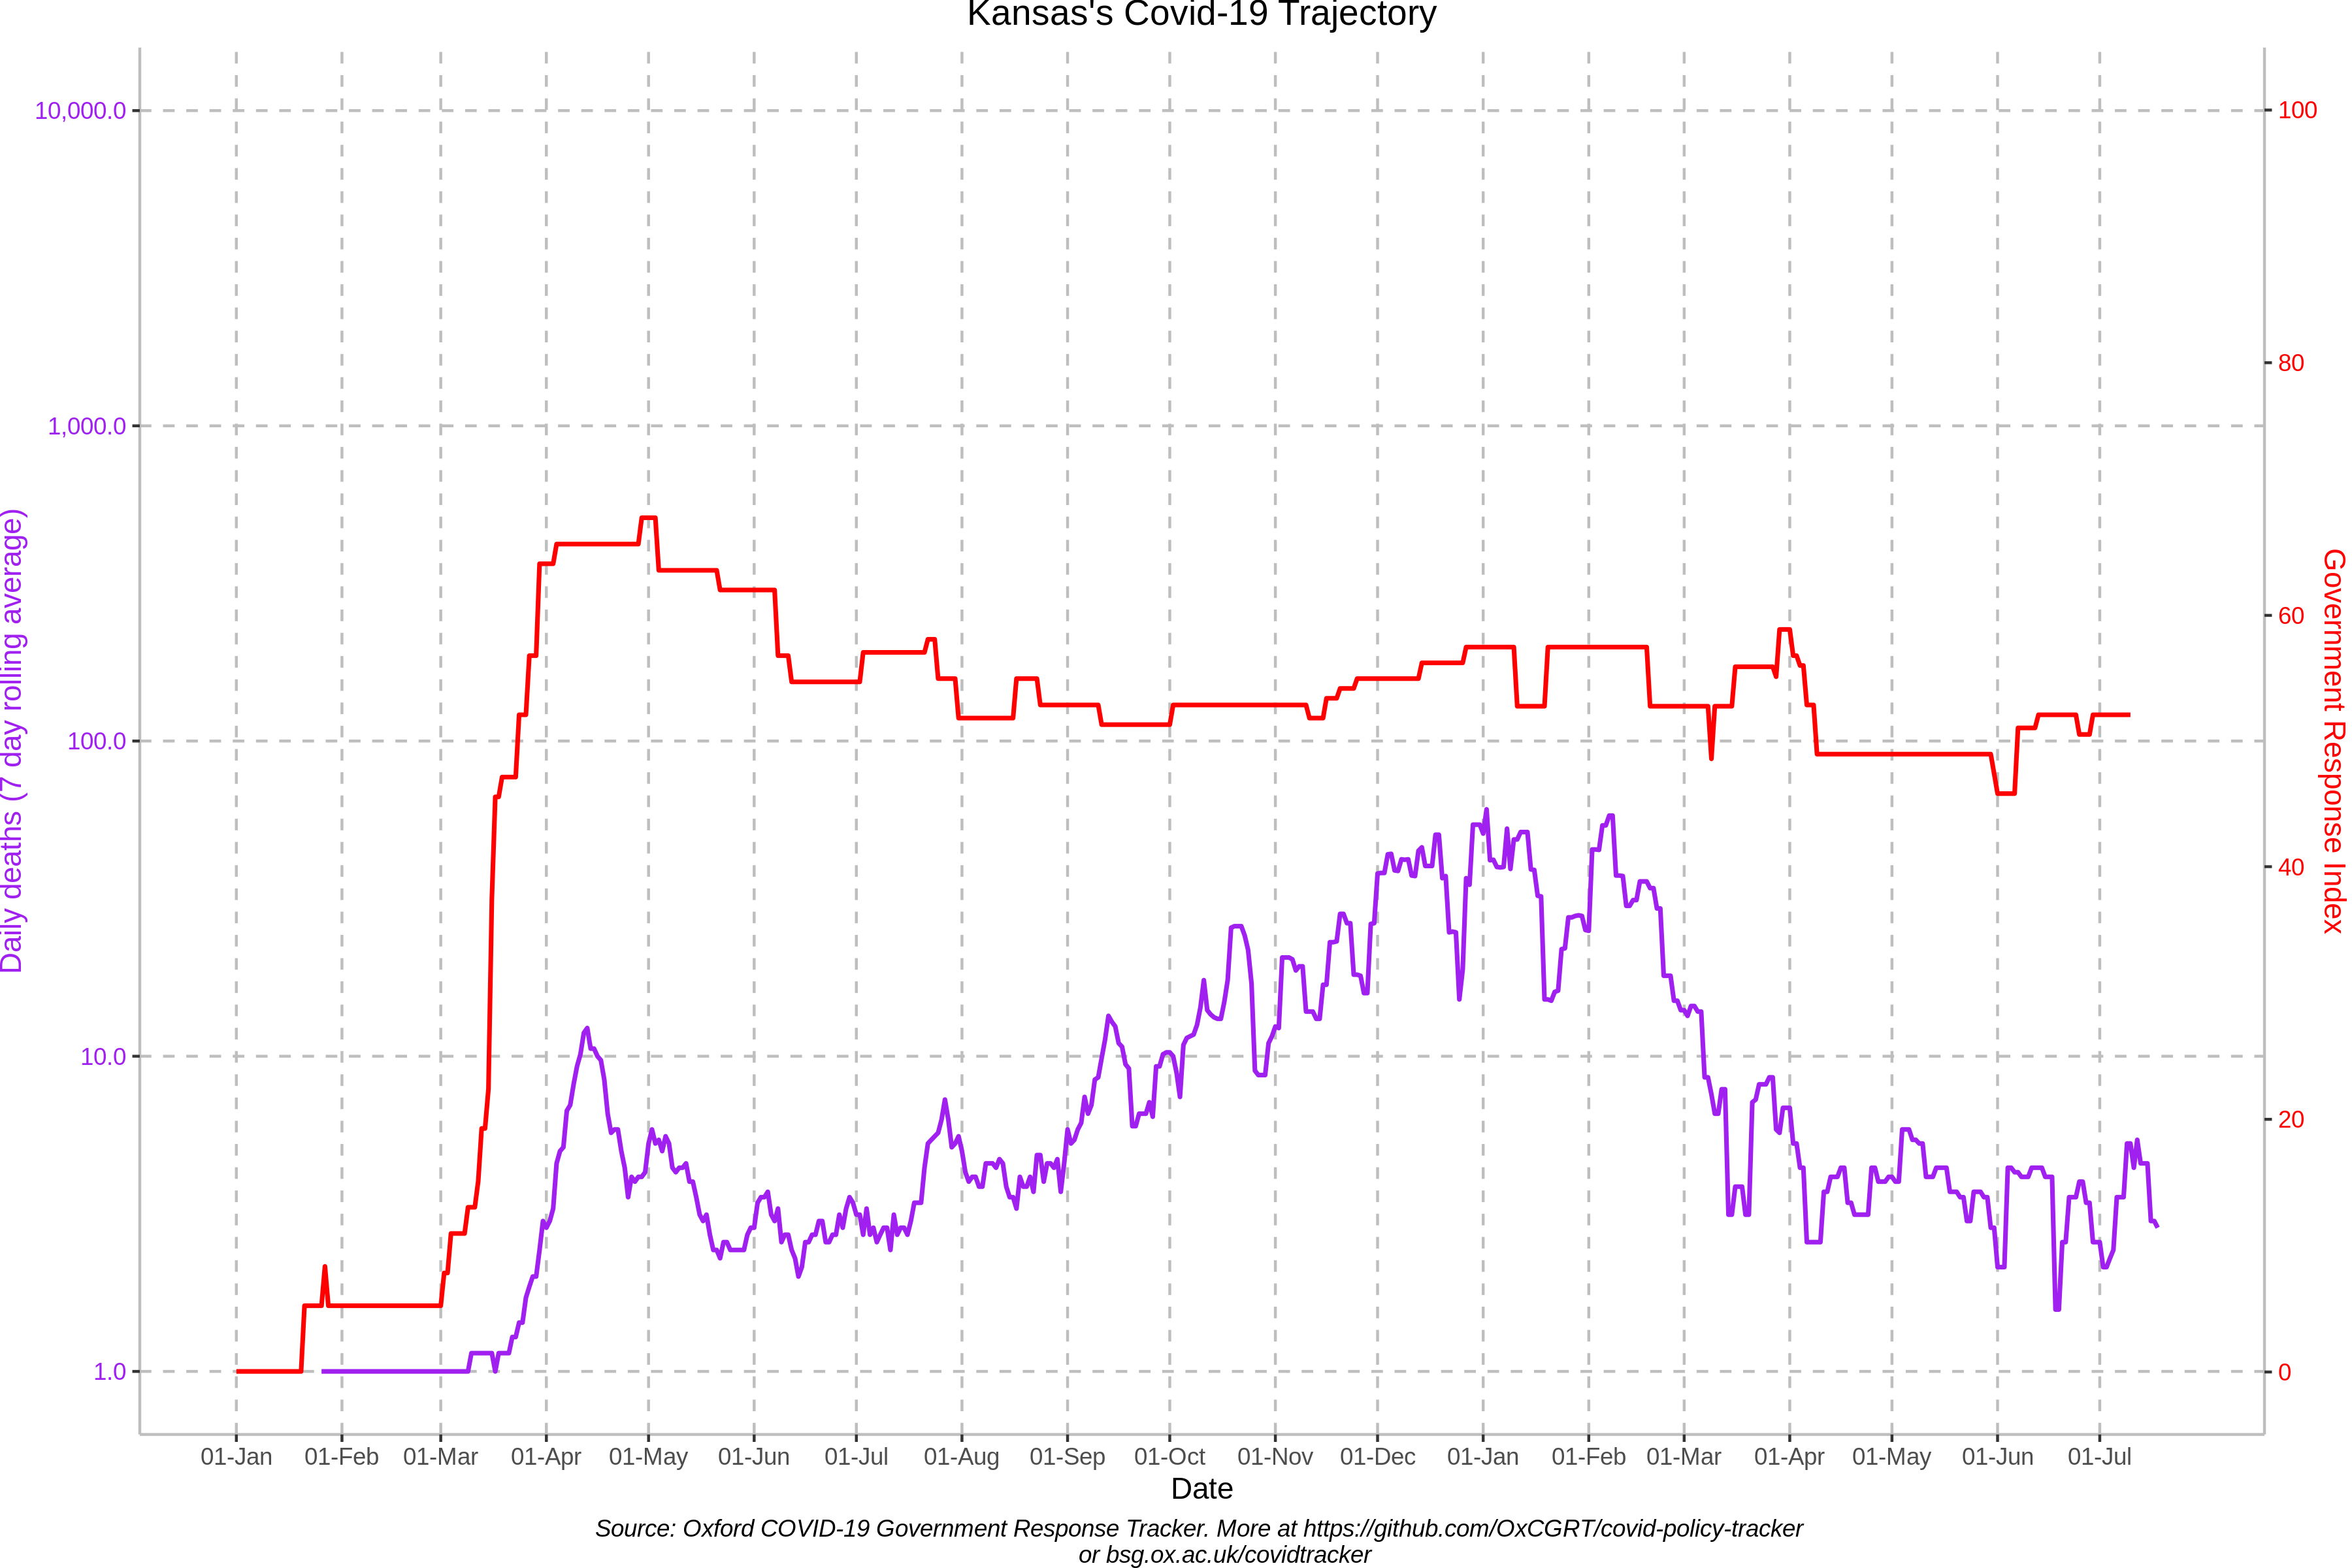 Kansas's Covid-19 Trajectory
10,000.0
1,000.0
100.0
10.0
1.0
Daily deaths (7 day rolling average)
100
80
60
40
20
0
Government Response Index
01-Jan 01-Feb 01-Mar 01-Apr 01-May 01-Jun 01-Jul 01-Aug 01-Sep 01-Oct 01-Nov 01-Dec 01-Jan 01-Feb 01-Mar 01-Apr 01-May 01-Jun 01-Jul
Date
Source: Oxford COVID-19 Government Response Tracker. More at https://github.com/OxCGRT/covid-policy-tracker
or bsg.ox.ac.uk/covidtracker